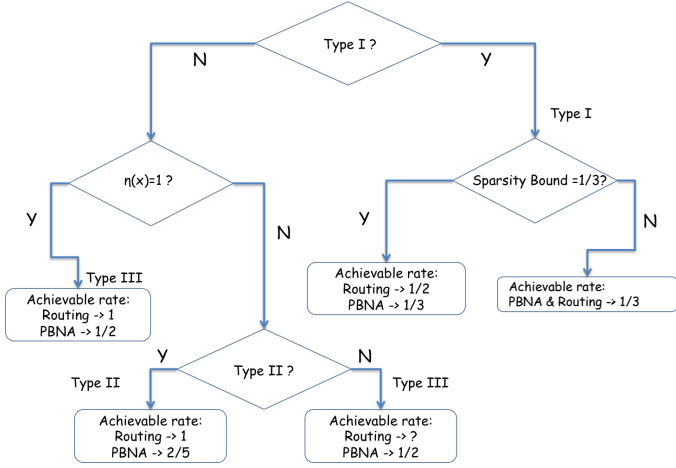 Type I ?
N
Y
Type I
η(x)=1 ?
Sparsity Bound =1/3?
Y
N
Y
N
Type III
Achievable rate:
Routing -> 1
PBNA -> 1/2
Achievable rate:
Routing -> 1/2
PBNA -> 1/3
Achievable rate:
PBNA & Routing -> 1/3
Y
N
Type II ?
Type II
Type III
Achievable rate:
Routing -> 1
PBNA -> 2/5
Achievable rate:
Routing -> ?
PBNA -> 1/2